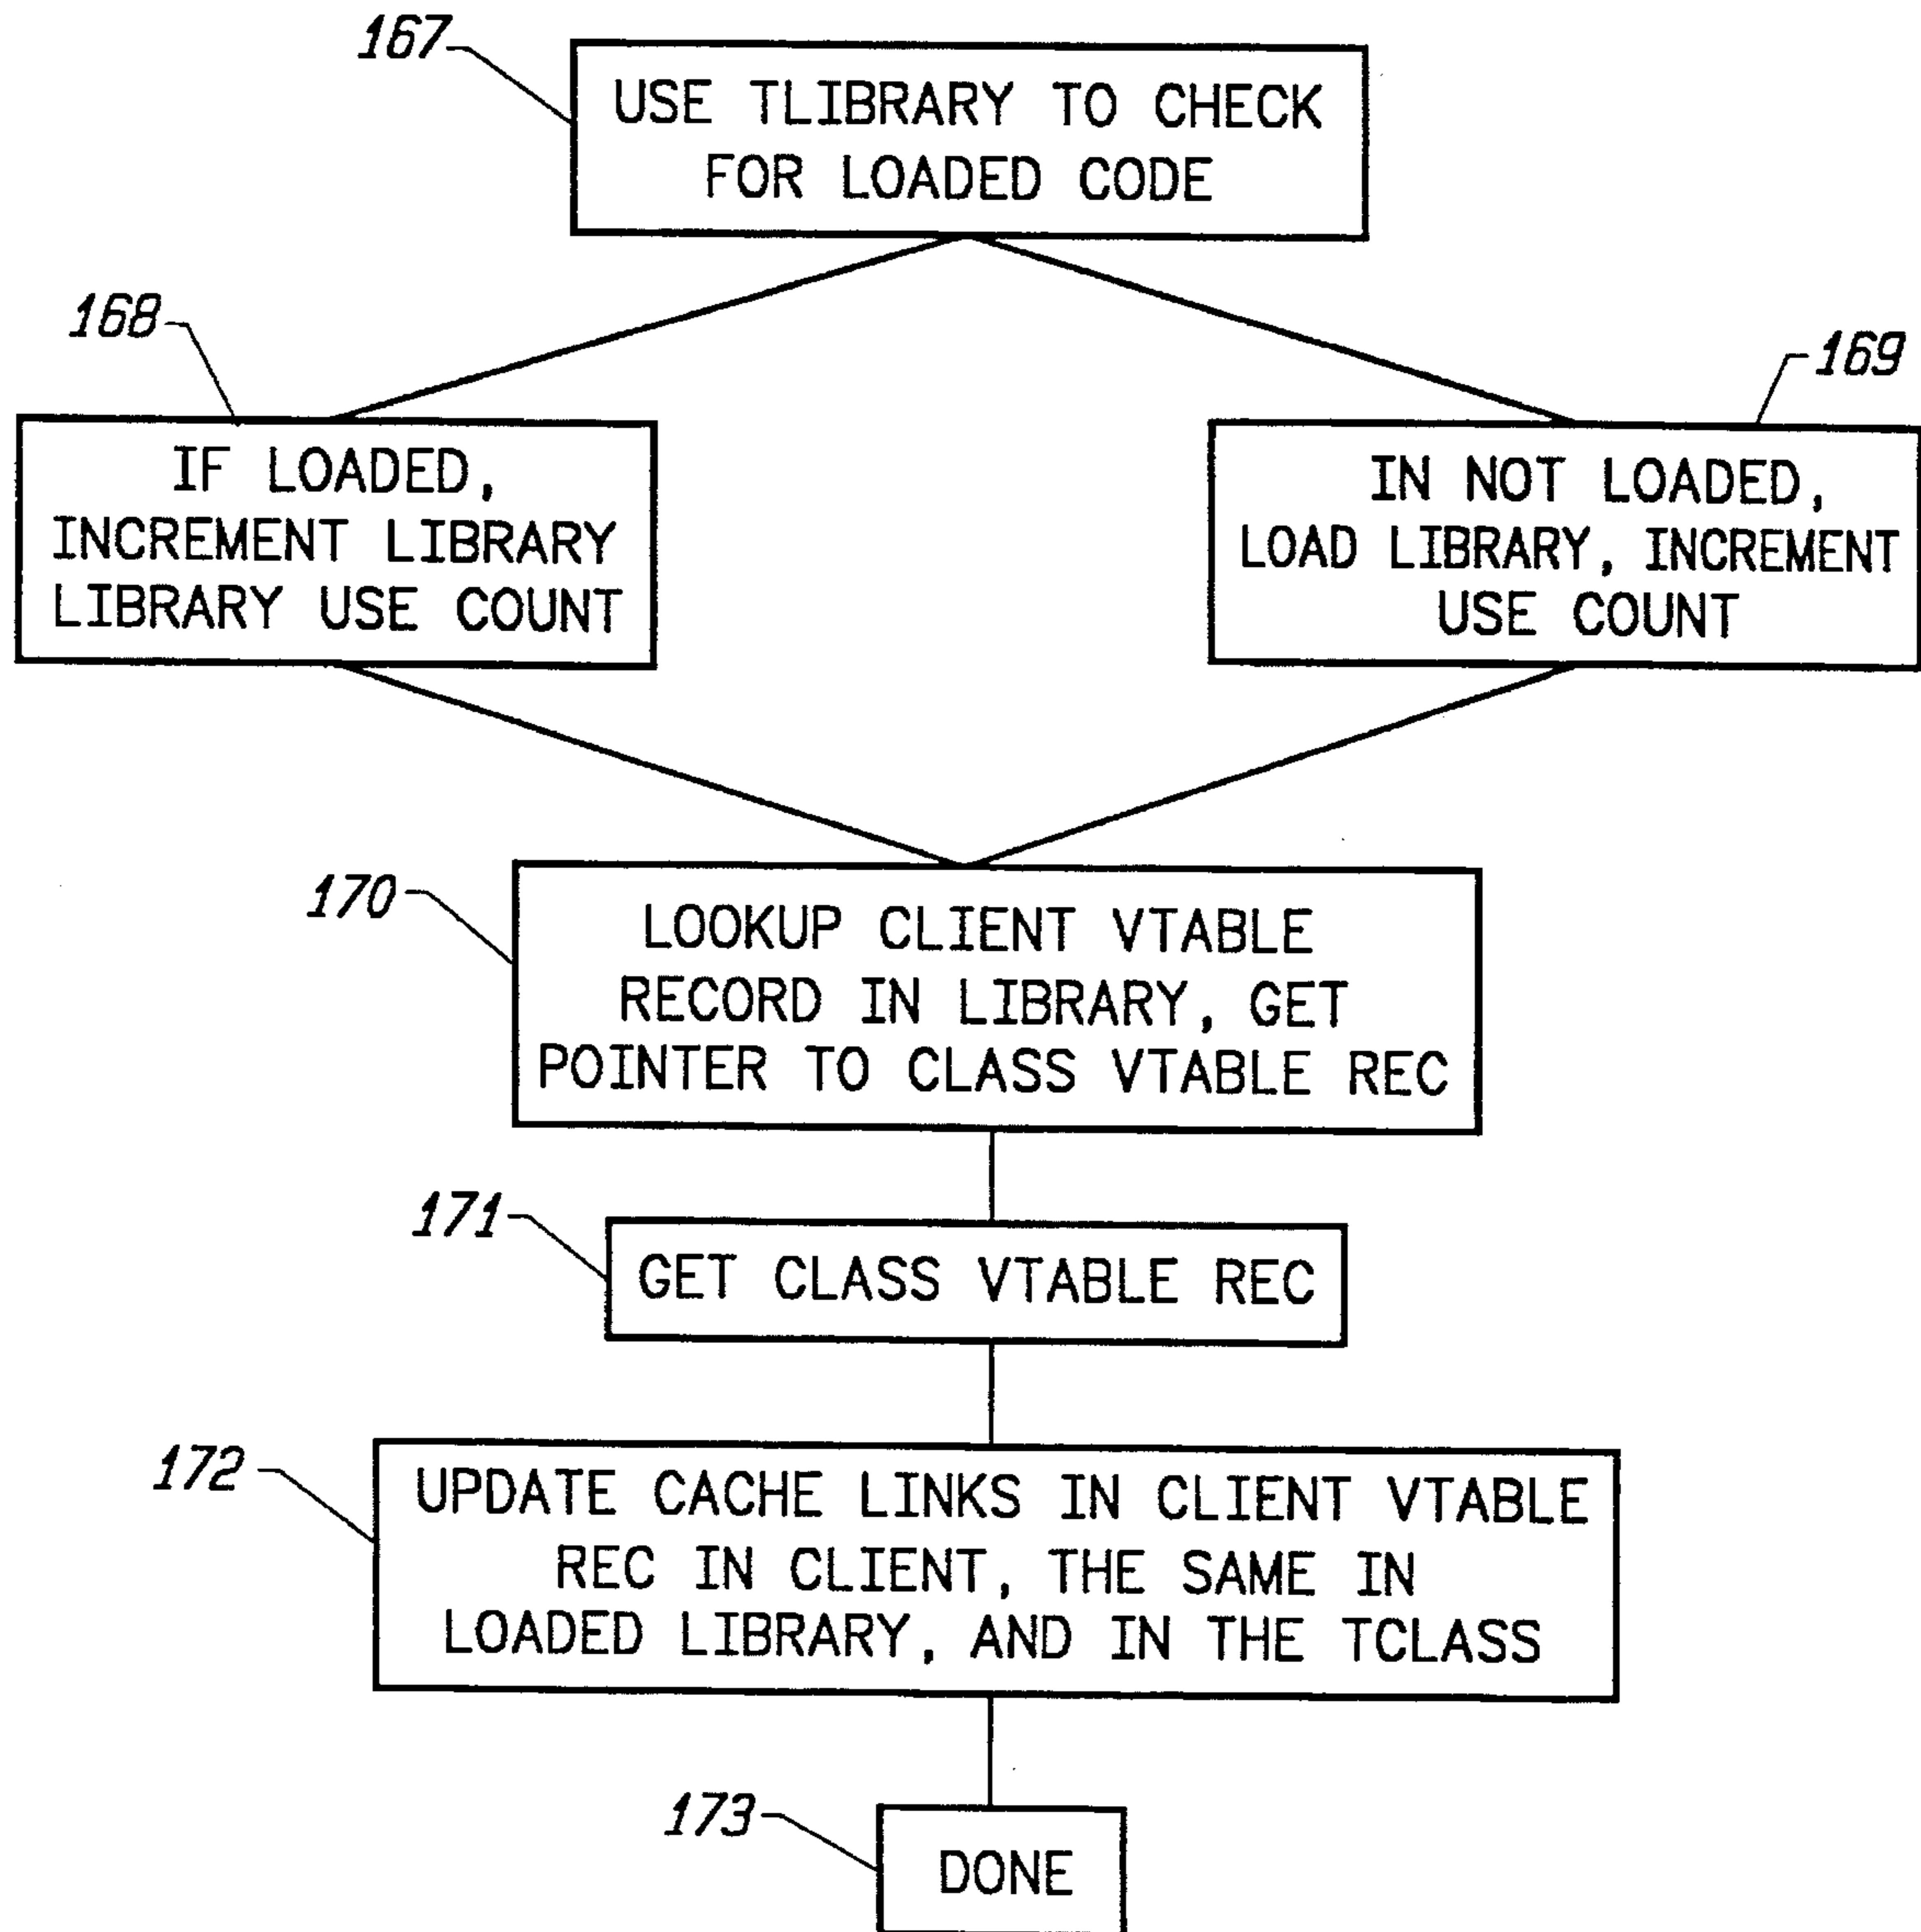 167
USE TLIBRARY TO CHECK
FOR LOADED CODE
168
IF LOADED,
INCREMENT LIBRARY
LIBRARY USE COUNT
169
IN NOT LOADED,
LOAD LIBRARY, INCREMENT
USE COUNT
170
LOOKUP CLIENT VTABLE
RECORD IN LIBRARY, GET
POINTER TO CLASS VTABLE REC
171
GET CLASS VTABLE REC
172
UPDATE CACHE LINKS IN CLIENT VTABLE
REC IN CLIENT, THE SAME IN
LOADED LIBRARY, AND IN THE TCLASS
173
DONE